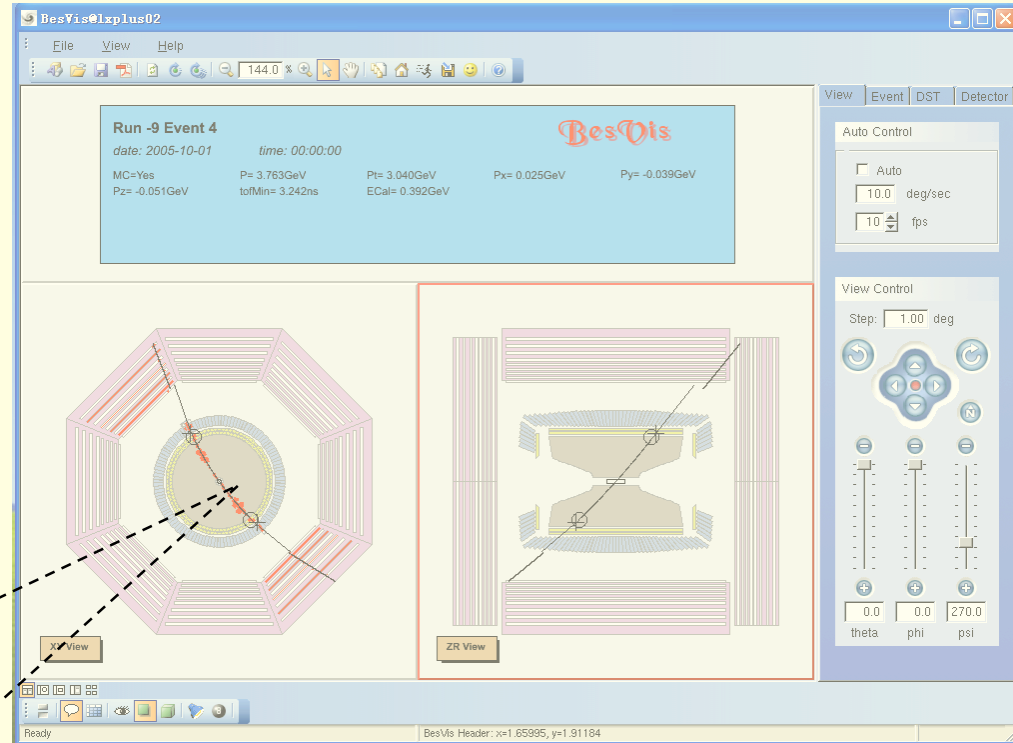 BesVis@lxplus02
File View Help
144.0 %
Run -9 Event 4
BesVis
date: 2005-10-01 time: 00:00:00
MC=Yes P= 3.763GeV Pt= 3.040GeV Px= 0.025GeV Py= -0.039GeV
Pz= -0.051GeV tofMin= 3.242ns ECal= 0.392GeV
View Event DST Detector
Auto Control
Auto
10.0 deg/sec
10 fps
View Control
Step: 1.00 deg
N
0.0 0.0 270.0
theta phi psi
XY View
ZR View
Ready
BesVis Header: x=1.65995, y=1.91184